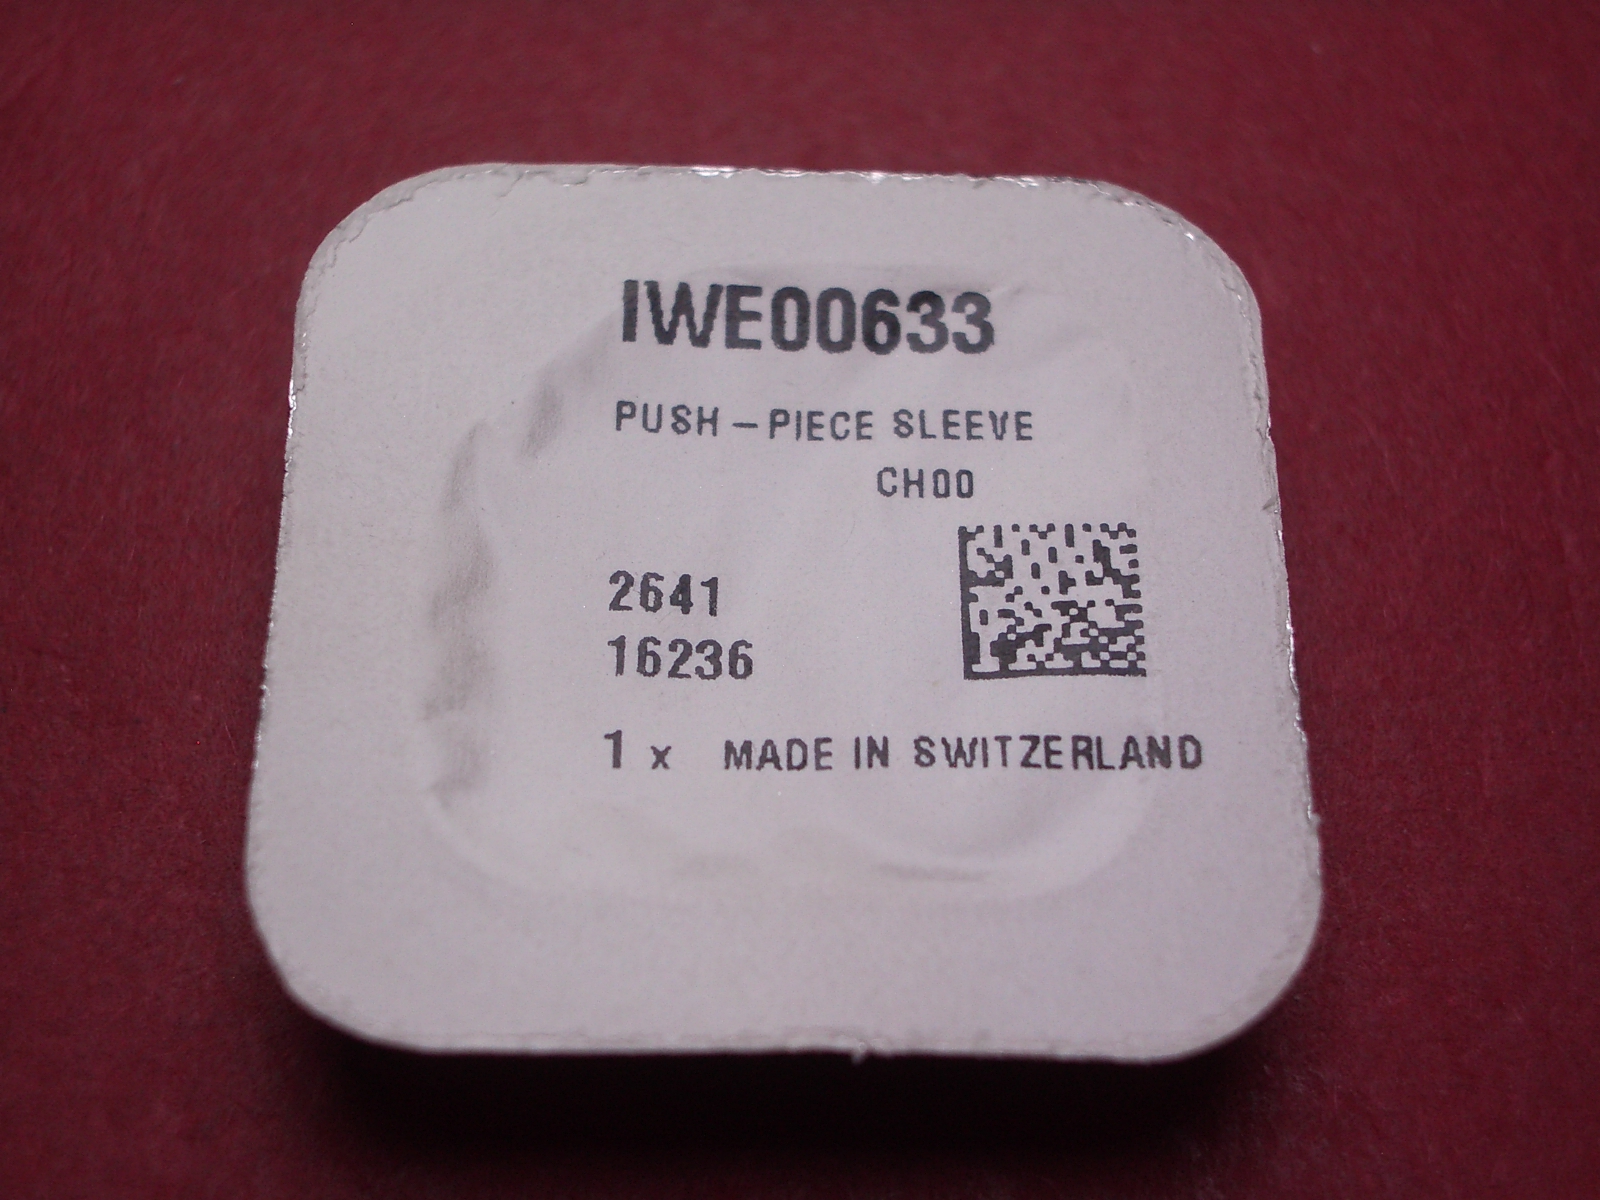 IWE00633
PUSH-PIECE SLEEVE
CH00
2641
16236
1 x MADE IN SWITZERLAND